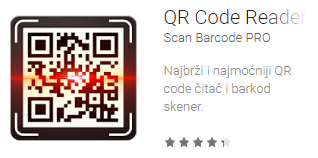 QR Code Reader
Scan Barcode PRO
Najbrži i najmoćniji QR
code čitač i barkod
skener.